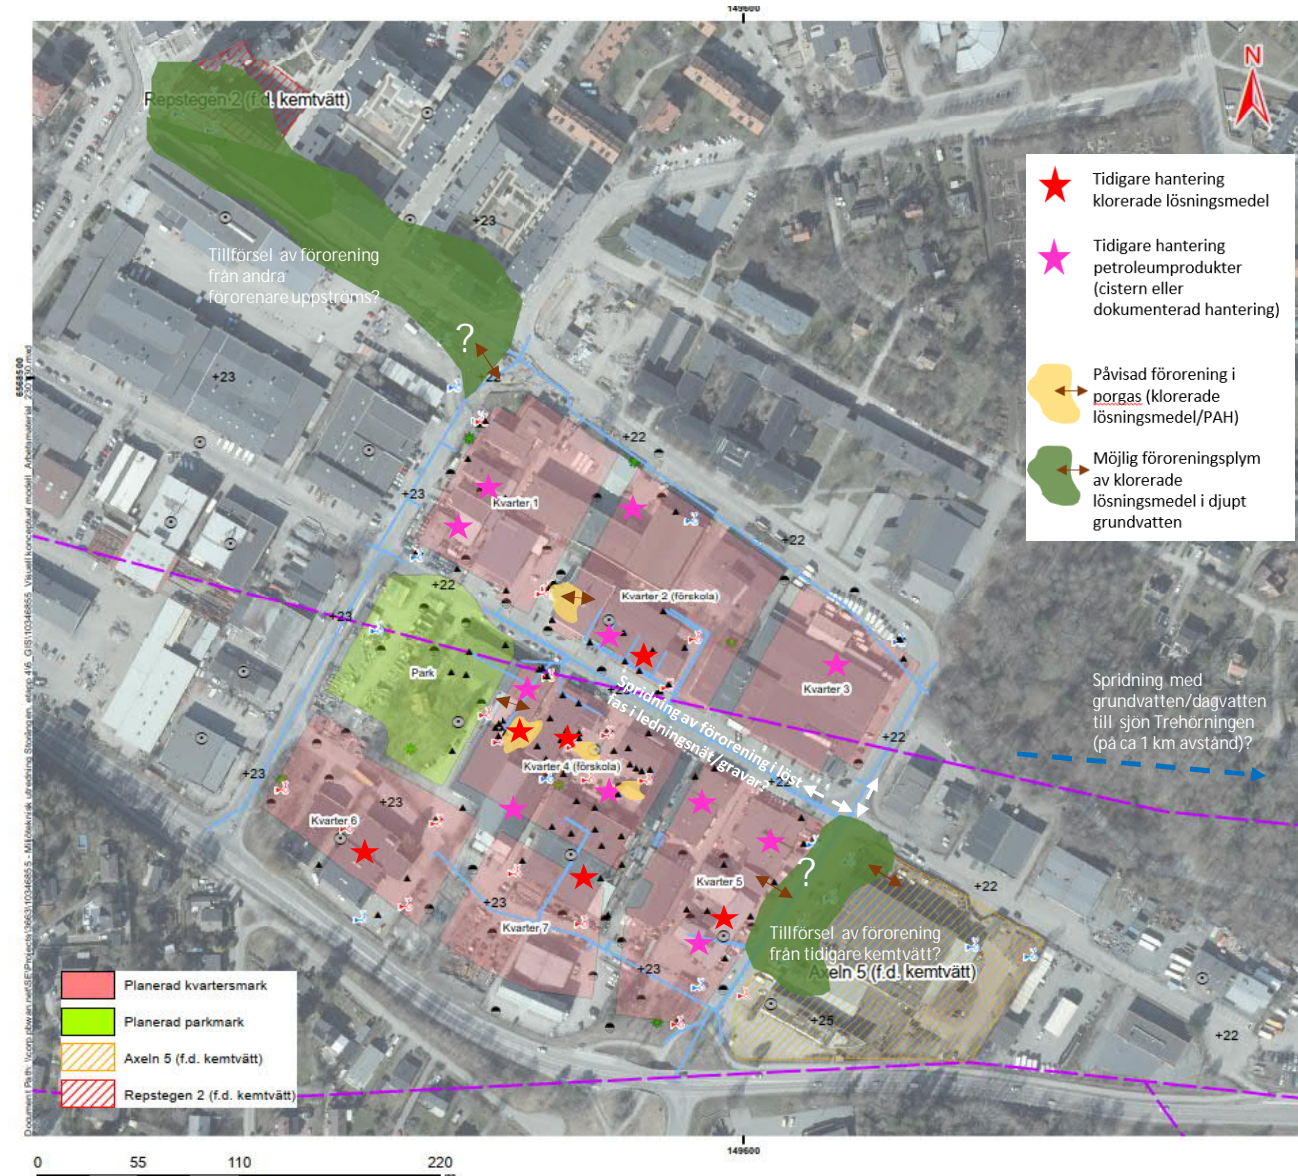 149600
N
Repstegen 2 (f.d. kemtvätt)
Tidigare hantering
klorerade lösningsmedel
Tidigare hantering
petroleumprodukter
(cistern eller
dokumenterad hantering)
Påvisad förorening i
porgas (klorerade
lösningsmedel/PAH)
Möjlig föroreningsplym
av klorerade
lösningsmedel i djupt
grundvatten
+23
Tillförsel av förorening
från andra
förorenare uppströms?
?
+22
6568500
+23
+22
+23
Kvarter 1
+22
+22
Kvarter 2 (förskola)
+23
Park
Kvarter 3
Spridning av förorening i löst
fas i ledningsnät/gravar?
Spridning med
grundvatten/dagvatten
till sjön Trehörningen
(på ca 1 km avstånd)?
+22
+23
Kvarter 4 (förskola)
+22
+23
Kvarter 6
?
Kvarter 5
+22
+23
Kvarter 7
Tillförsel av förorening
från tidigare kemtvätt?
Axeln 5 (f.d. kemtvätt)
+23
+25
+22
Planerad kvartersmark
Planerad parkmark
Axeln 5 (f.d. kemtvätt)
Repstegen 2 (f.d. kemtvätt)
149600
0 55 110 220